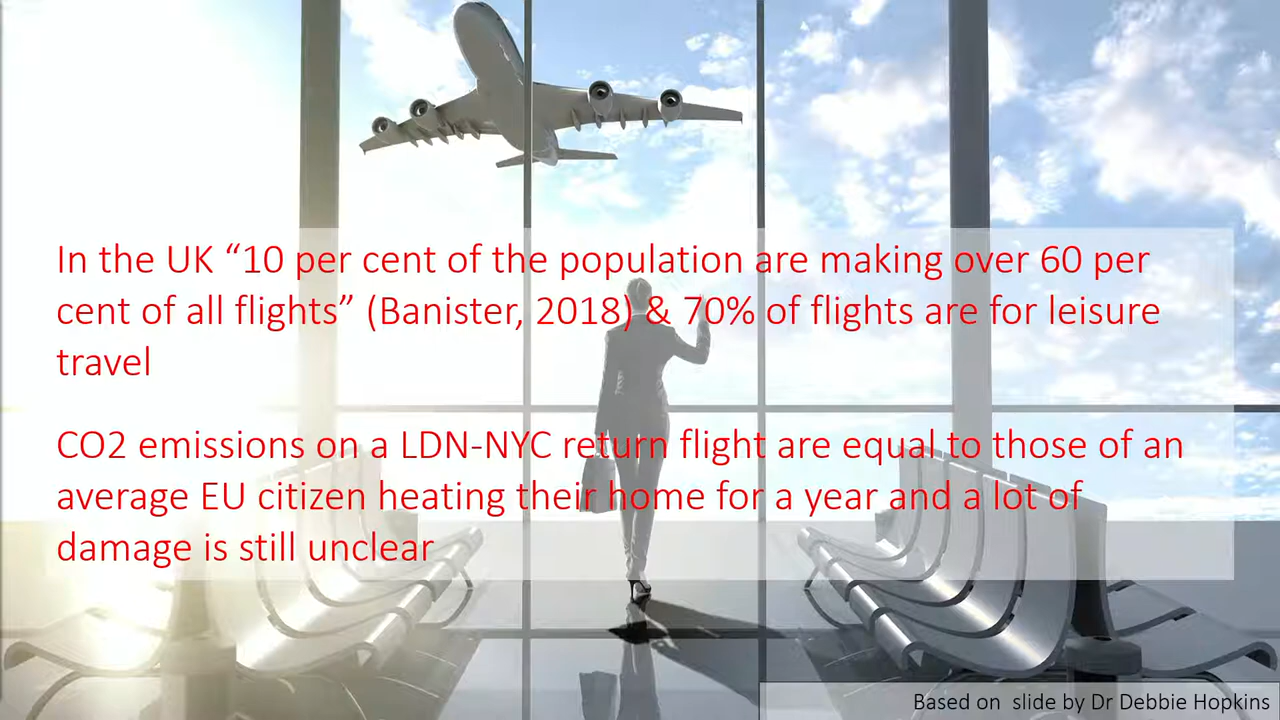 In the UK “10 per cent of the population are making over 60 per
cent of all flights” (Banister, 2018) & 70% of flights are for leisure
travel
CO2 emissions on a LDN-NYC return flight are equal to those of an
average EU citizen heating their home for a year and a lot of
damage is still unclear
Based on  slide by Dr Debbie Hopkins